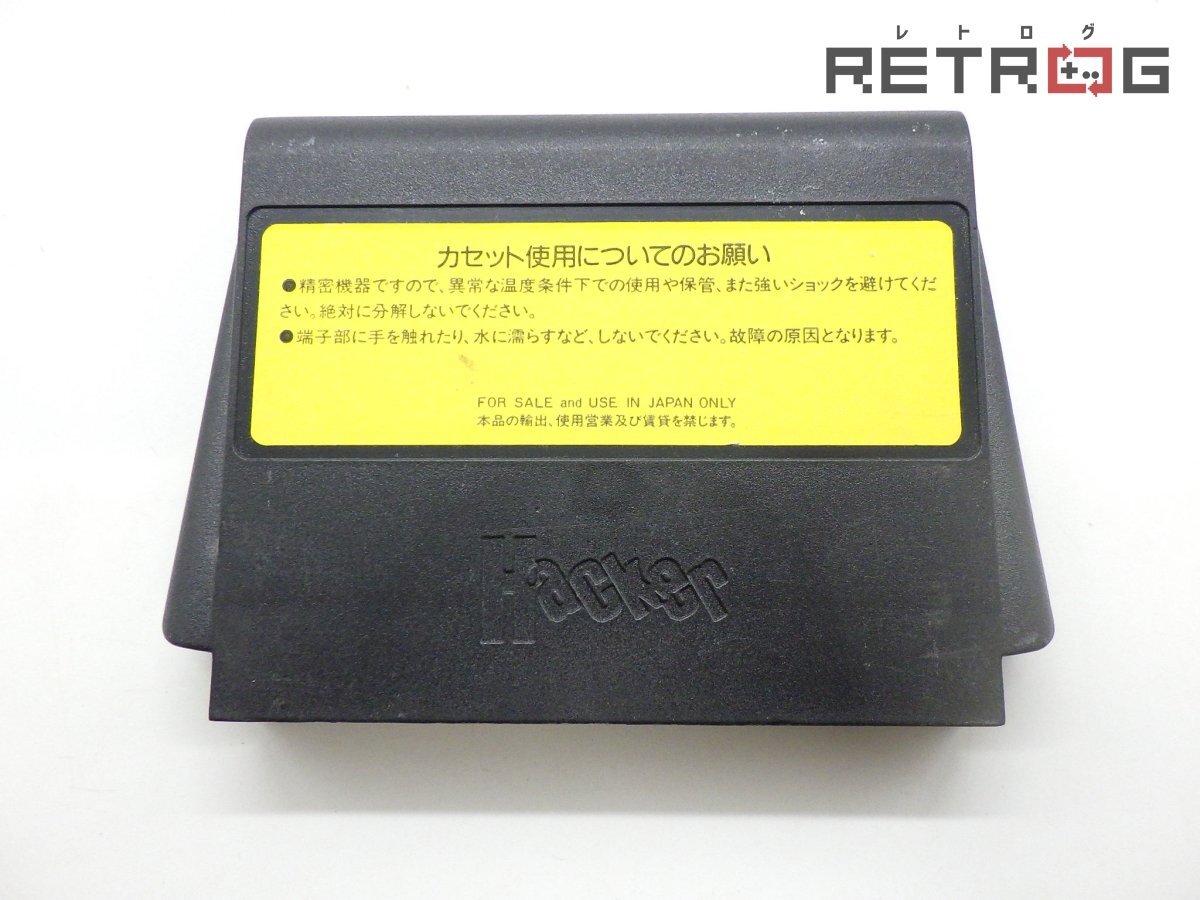 レトログ
RETROG
カセット使用についてのお願い
●精密機器ですので、異常な温度条件下での使用や保管、また強いショックを避けてくだ
さい。絶対に分解しないでください。
●端子部に手を触れたり、水に濡らすなど、しないでください。故障の原因となります。
FOR SALE and USE IN JAPAN ONLY
本品の輸出、使用営業及び賃貸を禁じます。
Hacker